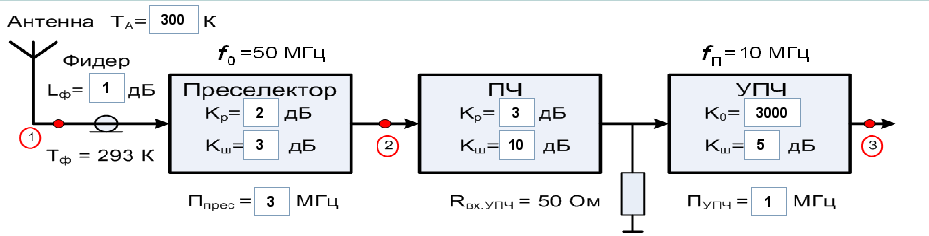 Антенна TА= 300 К
Фидер
f0 =50 МГц
fП= 10 МГц
Lф= 1 дБ
Преселектор
ПЧ
УПЧ
Kр= 2 дБ
Kр= 3 дБ
K0= 3000
1
Kш= 3 дБ
2
Kш= 10 дБ
Kш= 5 дБ
3
Tф = 293 К
Ппрес = 3 МГц
Rвх.УПЧ = 50 Ом
ПУПЧ = 1 МГц